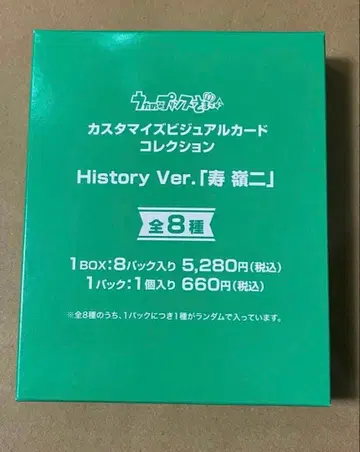 うたの☆プリンスさまっ♪
カスタマイズビジュアルカード
コレクション
History Ver.「寿 嶺二」
全8種
1BOX:8パック入り 5,280円(税込)
1パック:1個入り 660円(税込)
※全8種のうち、1パックにつき1種がランダムで入っています。